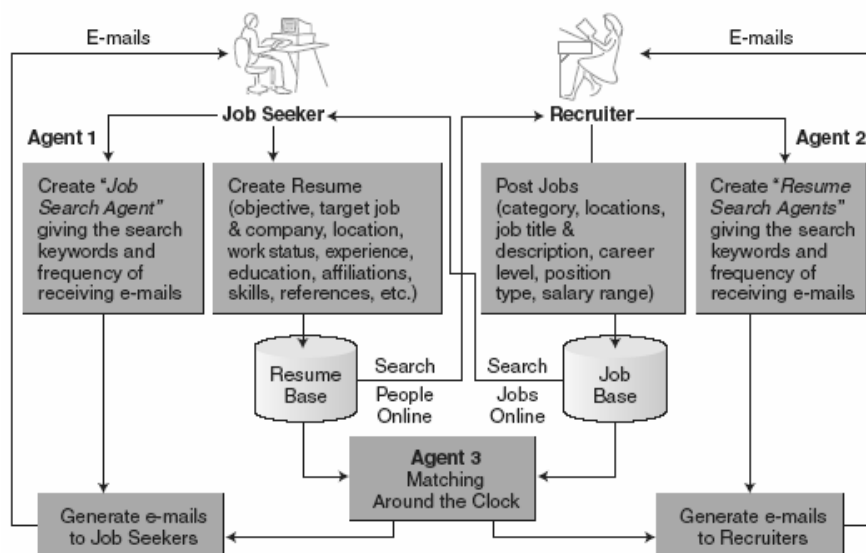 E-mails
E-mails
Job Seeker
Recruiter
Agent 1
Agent 2
Create "Job
Search Agent"
giving the search
keywords and
frequency of
receiving e-mails
Create Resume
(objective, target job
& company, location,
work status, experience,
education, affiliations,
skills, references, etc.)
Post Jobs
(category, locations,
job title &
description, career
level, position
type, salary range)
Create "Resume
Search Agents"
giving the search
keywords and
frequency of
receiving e-mails
Resume
Base
Search
People
Online
Search
Jobs
Online
Job
Base
Agent 3
Matching
Around the Clock
Generate e-mails
to Job Seekers
Generate e-mails
to Recruiters